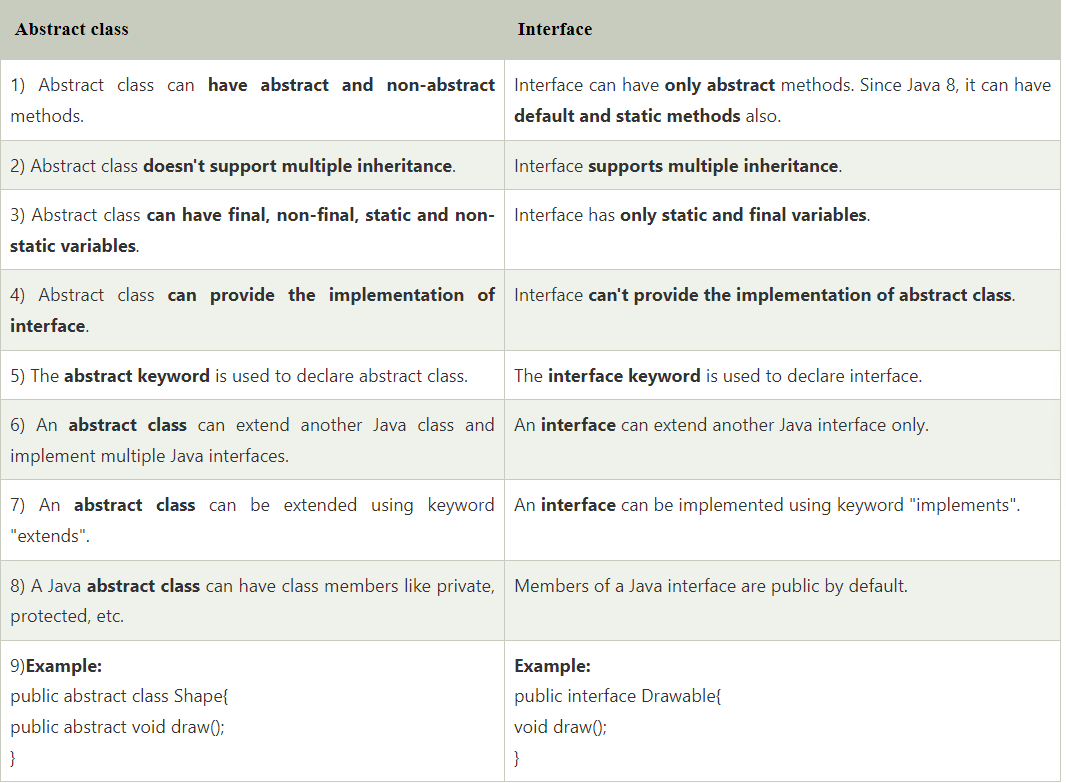 Abstract class
Interface
1) Abstract class can have abstract and non-abstract
methods.
Interface can have only abstract methods. Since Java 8, it can have
default and static methods also.
2) Abstract class doesn't support multiple inheritance.
Interface supports multiple inheritance.
3) Abstract class can have final, non-final, static and non-
static variables.
Interface has only static and final variables.
4) Abstract class can provide the implementation of
interface.
Interface can't provide the implementation of abstract class.
5) The abstract keyword is used to declare abstract class.
The interface keyword is used to declare interface.
6) An abstract class can extend another Java class and
implement multiple Java interfaces.
An interface can extend another Java interface only.
7) An abstract class can be extended using keyword
"extends".
An interface can be implemented using keyword "implements".
8) A Java abstract class can have class members like private,
protected, etc.
Members of a Java interface are public by default.
9)Example:
public abstract class Shape{
public abstract void draw();
}
Example:
public interface Drawable{
void draw();
}